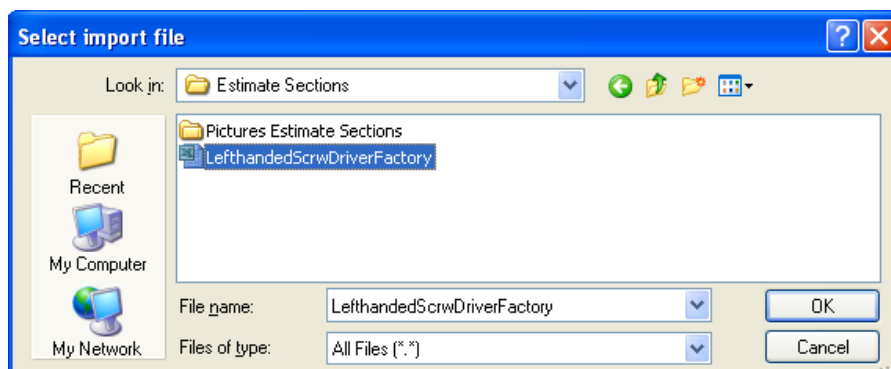 Select import file
Look in:
Estimate Sections
Pictures Estimate Sections
LefthandedScrwDriverFactory
Recent
My Computer
My Network
File name:
LefthandedScrwDriverFactory
OK
Files of type:
All Files (*.*)
Cancel